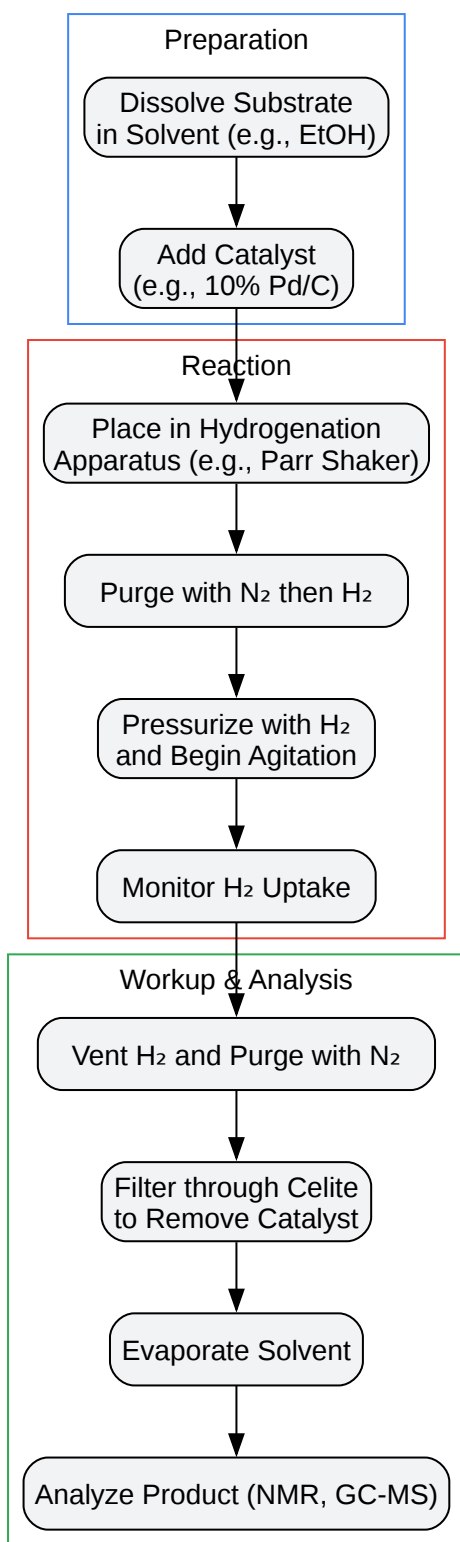 Preparation
Dissolve Substrate
in Solvent (e.g., EtOH)
Add Catalyst
(e.g., 10% Pd/C)
Reaction
Place in Hydrogenation
Apparatus (e.g., Parr Shaker)
Purge with N₂ then H₂
Pressurize with H₂
and Begin Agitation
Monitor H₂ Uptake
Workup & Analysis
Vent H₂ and Purge with N₂
Filter through Celite
to Remove Catalyst
Evaporate Solvent
Analyze Product (NMR, GC-MS)